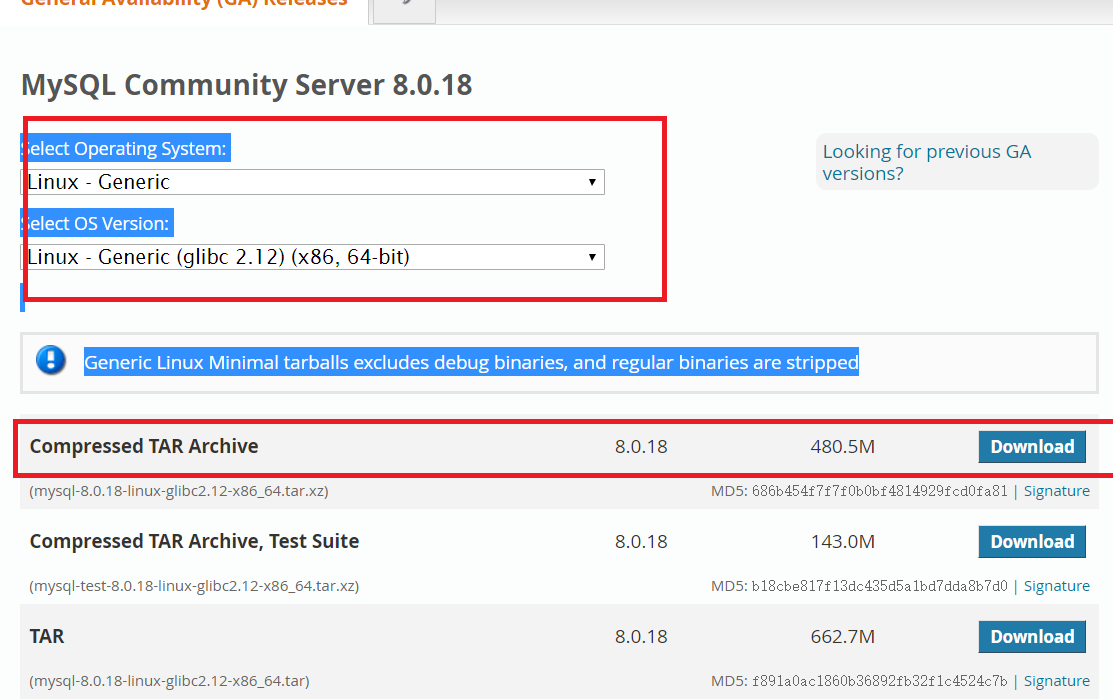 General Availability (GA) Releases
MySQL Community Server 8.0.18
Select Operating System:
Linux - Generic
Looking for previous GA
versions?
Select OS Version:
Linux - Generic (glibc 2.12) (x86, 64-bit)
Generic Linux Minimal tarballs excludes debug binaries, and regular binaries are stripped
Compressed TAR Archive 8.0.18 480.5M Download
(mysql-8.0.18-linux-glibc2.12-x86_64.tar.xz) MD5: 686b454f7f7f0b0bf4814929fcd0fa81 | Signature
Compressed TAR Archive, Test Suite 8.0.18 143.0M Download
(mysql-test-8.0.18-linux-glibc2.12-x86_64.tar.xz) MD5: b18cbe817f13dc435d5a1bd7dda8b7d0 | Signature
TAR 8.0.18 662.7M Download
(mysql-8.0.18-linux-glibc2.12-x86_64.tar) MD5: f891a0ac1860b36892fb32f1c4524c7b | Signature